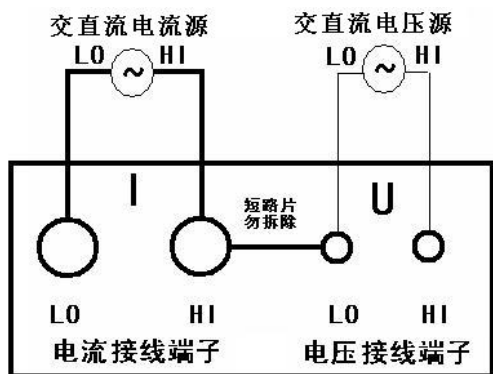 交直流电流源 交直流电压源
LO ~ HI LO ~ HI
I 短路片 U
勿拆除
LO HI LO HI
电流接线端子 电压接线端子